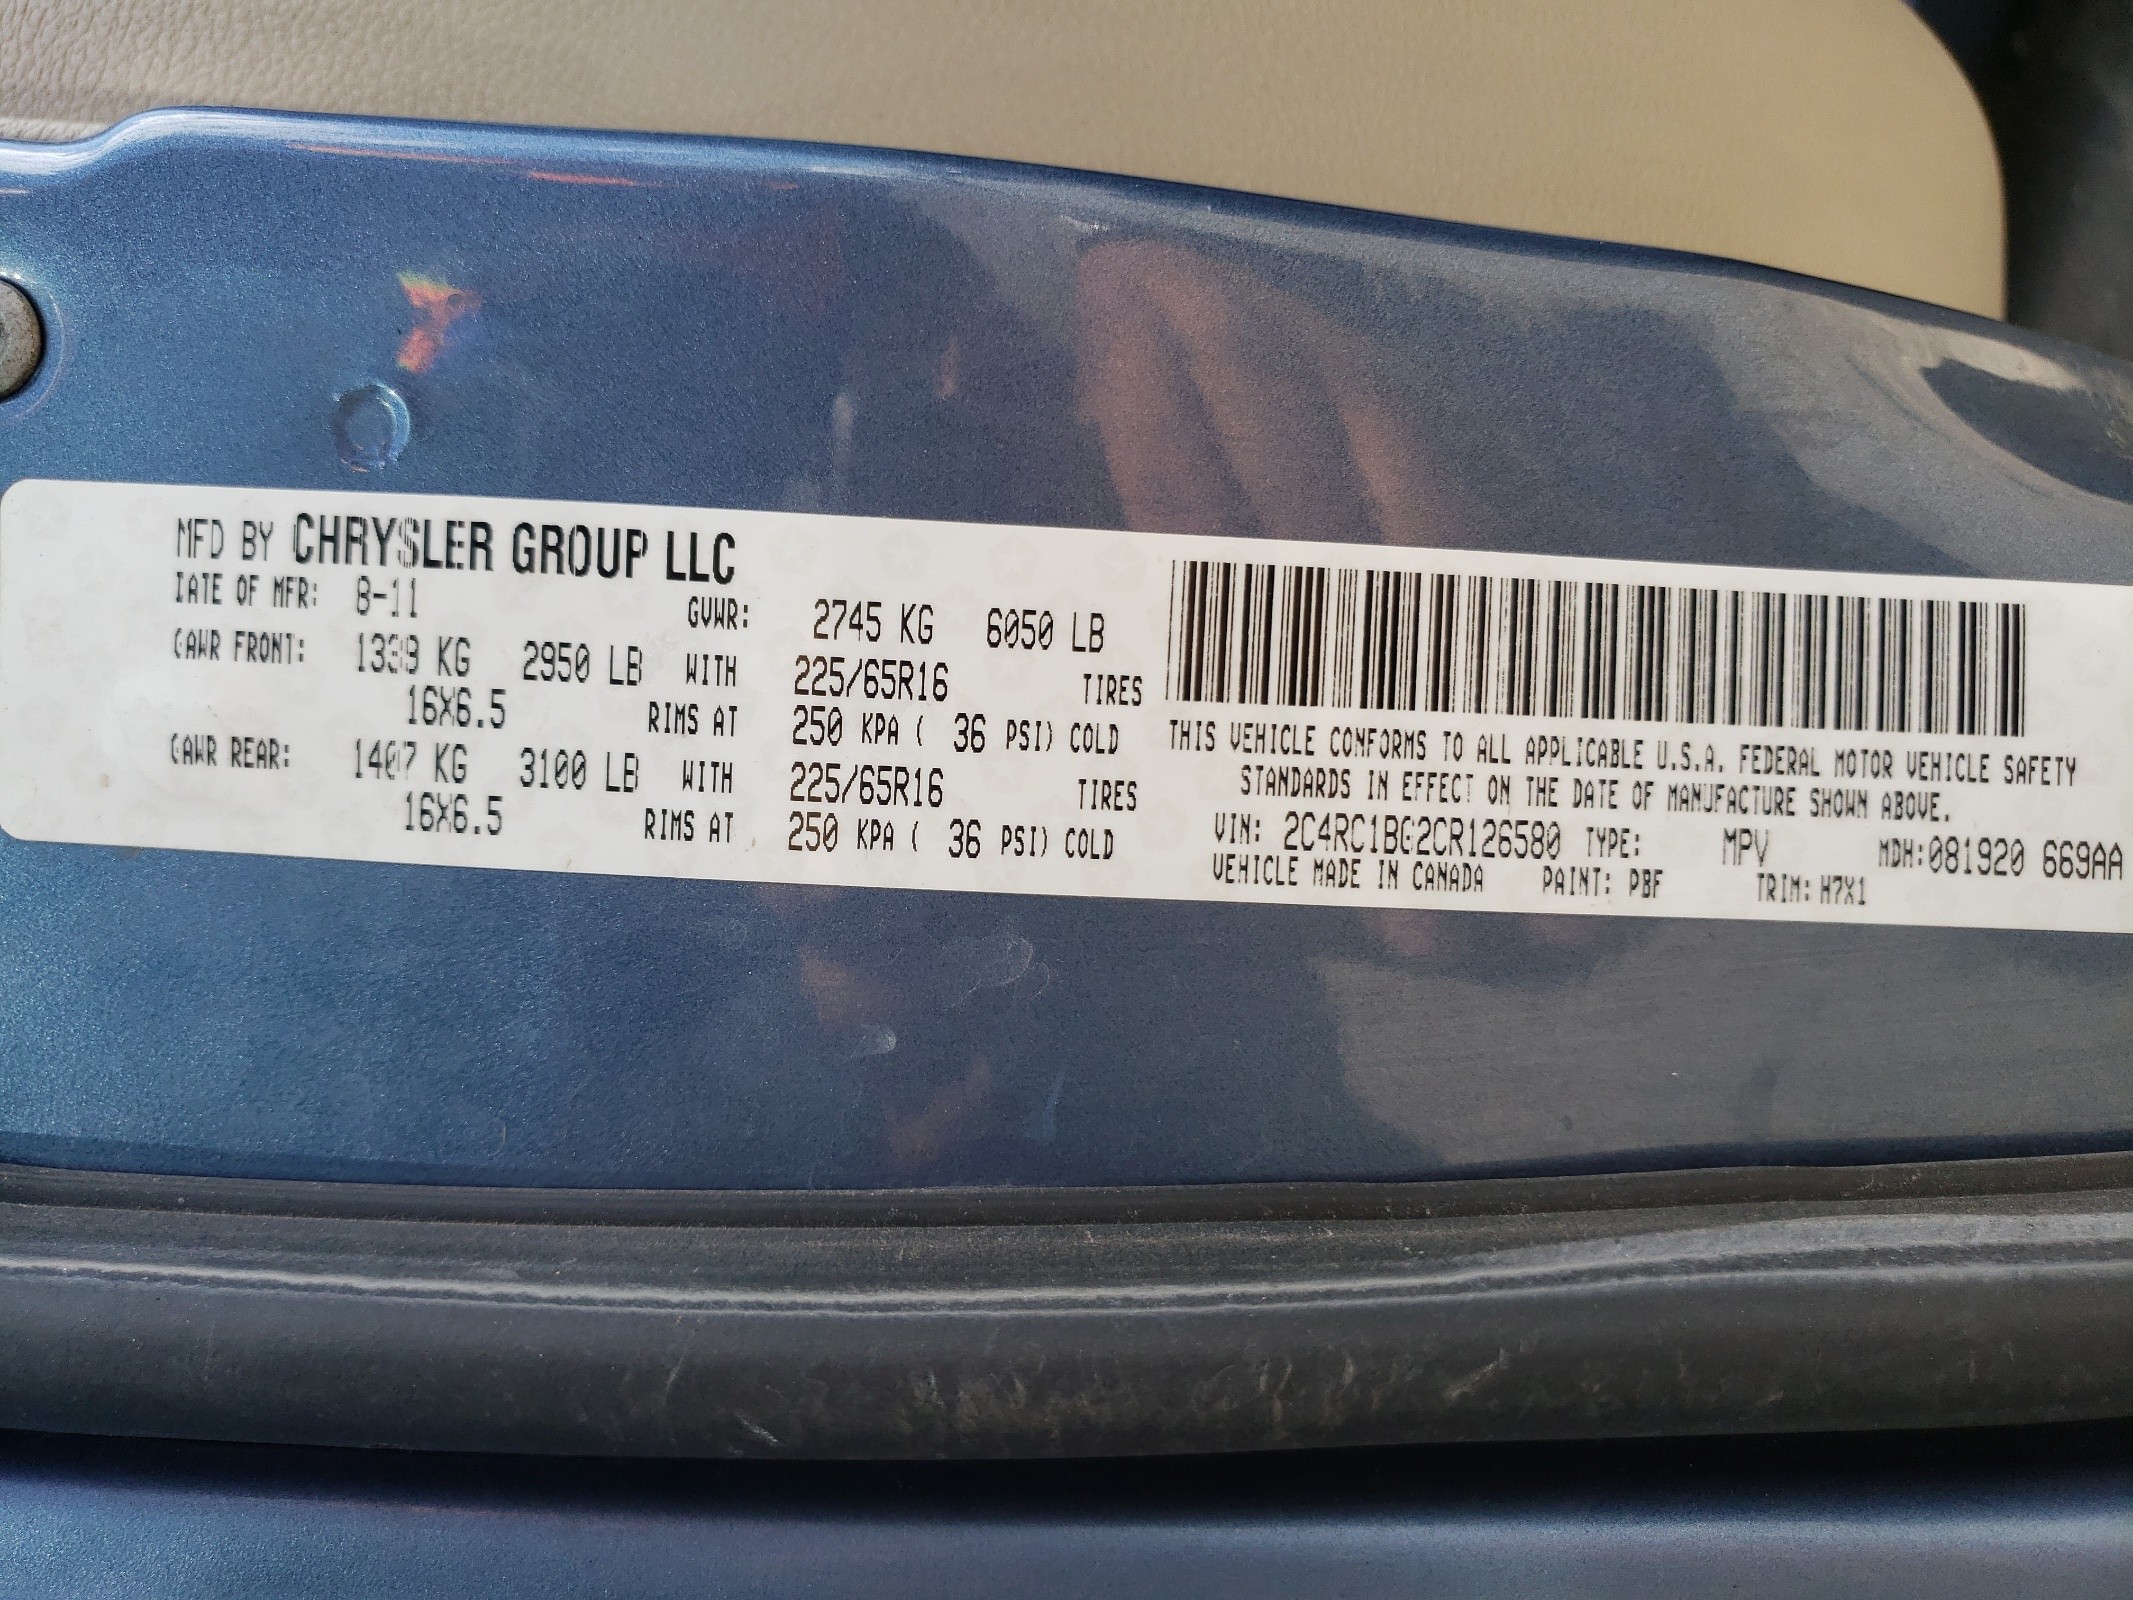 MFD BY CHRYSLER GROUP LLC
DATE OF MFR: 8-11 GVWR: 2745 KG 6050 LB
GAWR FRONT: 1339 KG 2950 LB WITH 225/65R16 TIRES
16X6.5 RIMS AT 250 KPA ( 36 PSI) COLD
GAWR REAR: 1407 KG 3100 LB WITH 225/65R16 TIRES
16X6.5 RIMS AT 250 KPA ( 36 PSI) COLD
THIS VEHICLE CONFORMS TO ALL APPLICABLE U.S.A. FEDERAL MOTOR VEHICLE SAFETY
STANDARDS IN EFFECT ON THE DATE OF MANUFACTURE SHOWN ABOVE.
VIN: 2C4RC1BG2CR126580 TYPE: MPV MDH:081920 669AA
VEHICLE MADE IN CANADA PAINT: PBF TRIM: H7X1